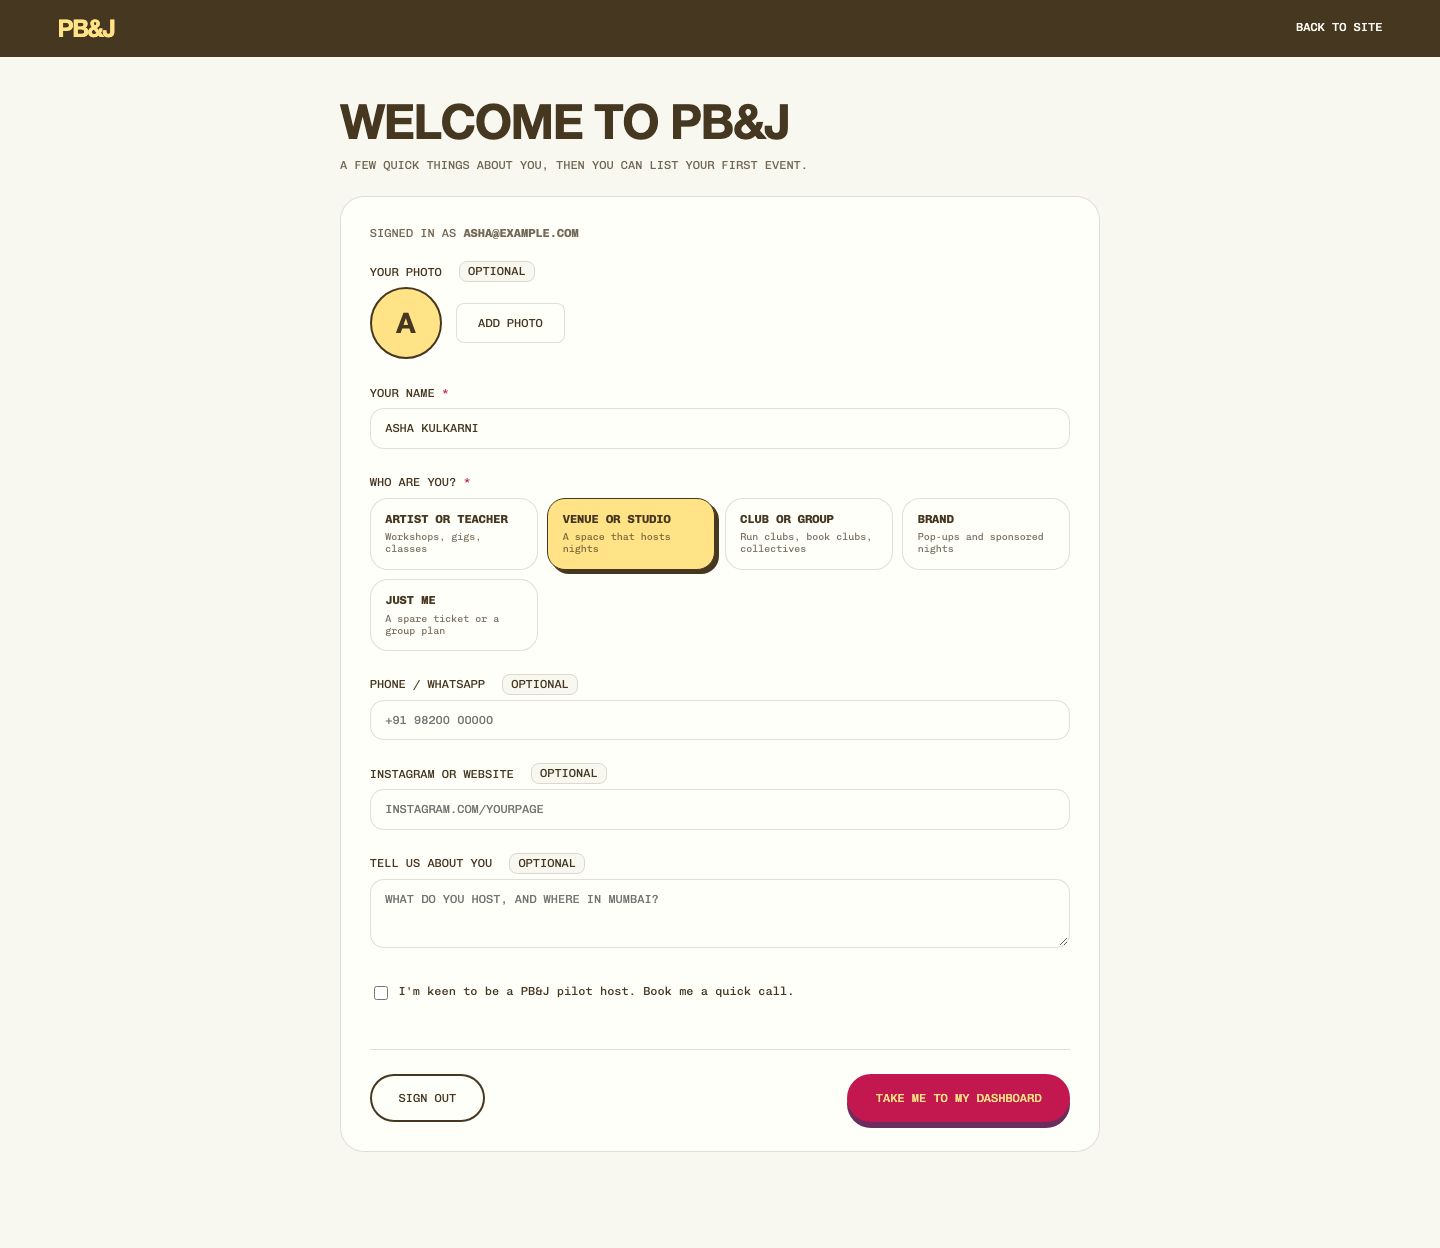 PB&J
BACK TO SITE
WELCOME TO PB&J
A FEW QUICK THINGS ABOUT YOU, THEN YOU CAN LIST YOUR FIRST EVENT.
SIGNED IN AS ASHA@EXAMPLE.COM
YOUR PHOTO OPTIONAL
A
ADD PHOTO
YOUR NAME *
ASHA KULKARNI
WHO ARE YOU? *
ARTIST OR TEACHER
Workshops, gigs,
classes
VENUE OR STUDIO
A space that hosts
nights
CLUB OR GROUP
Run clubs, book clubs,
collectives
BRAND
Pop-ups and sponsored
nights
JUST ME
A spare ticket or a
group plan
PHONE / WHATSAPP OPTIONAL
+91 98200 00000
INSTAGRAM OR WEBSITE OPTIONAL
INSTAGRAM.COM/YOURPAGE
TELL US ABOUT YOU OPTIONAL
WHAT DO YOU HOST, AND WHERE IN MUMBAI?
I'm keen to be a PB&J pilot host. Book me a quick call.
SIGN OUT
TAKE ME TO MY DASHBOARD